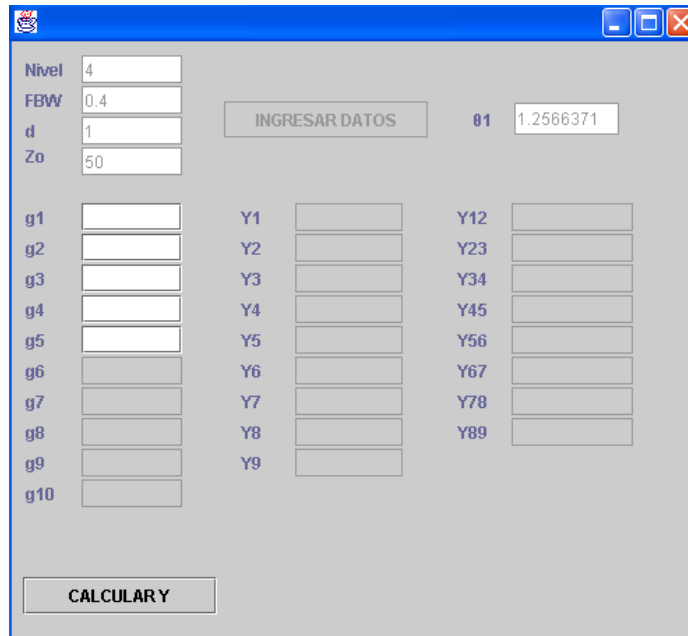 Nivel 4
FBW 0.4
d 1
Zo 50
INGRESAR DATOS
θ1 1.2566371
g1 Y1 Y12
g2 Y2 Y23
g3 Y3 Y34
g4 Y4 Y45
g5 Y5 Y56
g6 Y6 Y67
g7 Y7 Y78
g8 Y8 Y89
g9 Y9
g10
CALCULAR Y